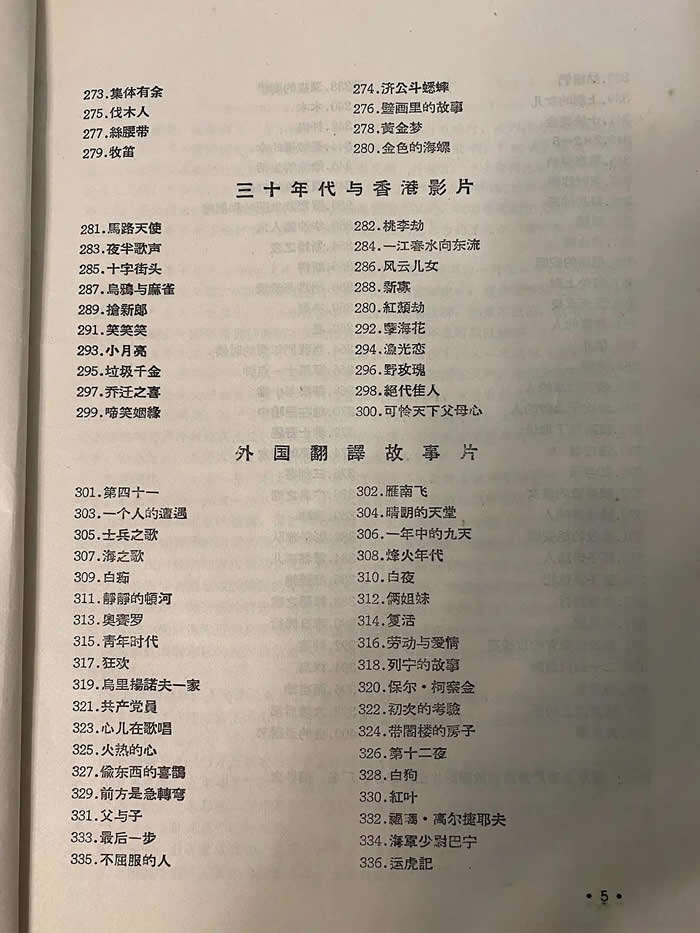 273.集体有余 274.济公斗蟋蟀
275.伐木人 276.壁画里的故事
277.絲腰带 278.黄金梦
279.牧笛 280.金色的海螺
三十年代与香港影片
281.馬路天使 282.桃李劫
283.夜半歌声 284.一江春水向东流
285.十字街头 286.风云儿女
287.烏鴉与麻雀 288.新寡
289.搶新郎 280.紅顏劫
291.笑笑笑 292.孽海花
293.小月亮 294.漁光恋
295.垃圾千金 296.野玫瑰
297.乔迁之喜 298.絕代佳人
299.啼笑姻緣 300.可怜天下父母心
外国翻譯故事片
301.第四十一 302.雁南飞
303.一个人的遭遇 304.晴朗的天堂
305.士兵之歌 306.一年中的九天
307.海之歌 308.烽火年代
309.白痴 310.白夜
311.靜靜的頓河 312.俩姐妹
313.奧賽罗 314.复活
315.青年时代 316.劳动与爱情
317.狂欢 318.列宁的故事
319.烏里揚諾夫一家 320.保尔·柯察金
321.共产党員 322.初次的考驗
323.心儿在歌唱 324.带閣楼的房子
325.火热的心 326.第十二夜
327.偸东西的喜鵲 328.白狗
329.前方是急轉弯 330.紅叶
331.父与子 332.福瑪·高尔捷耶夫
333.最后一步 334.海軍少尉巴宁
335.不屈服的人 336.运虎記
·5·